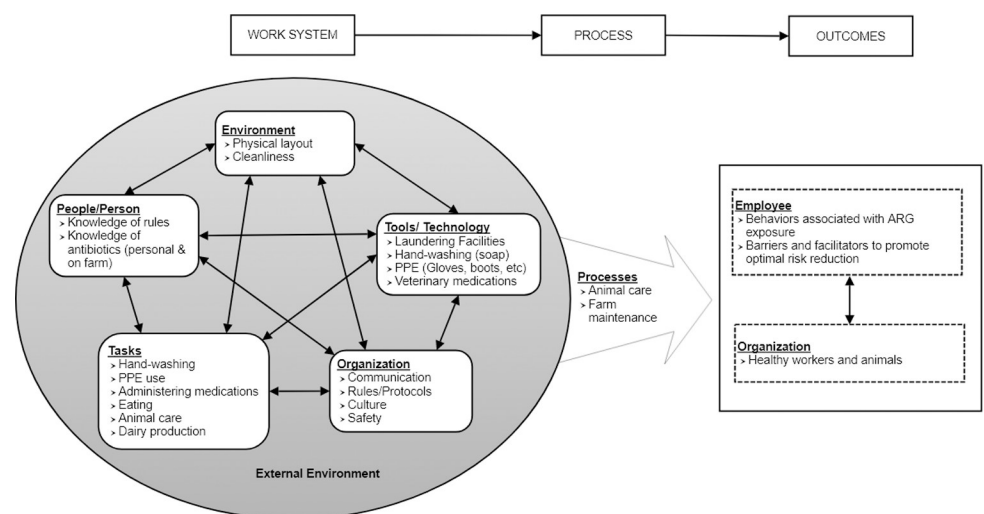 WORK SYSTEM
PROCESS
OUTCOMES
Environment
➢ Physical layout
➢ Cleanliness
People/Person
➢ Knowledge of rules
➢ Knowledge of
antibiotics (personal &
on farm)
Tools/ Technology
➢ Laundering Facilities
➢ Hand-washing (soap)
➢ PPE (Gloves, boots, etc)
➢ Veterinary medications
Tasks
➢ Hand-washing
➢ PPE use
➢ Administering medications
➢ Eating
➢ Animal care
➢ Dairy production
Organization
➢ Communication
➢ Rules/Protocols
➢ Culture
➢ Safety
External Environment
Processes
➢ Animal care
➢ Farm
maintenance
Employee
➢ Behaviors associated with ARG
exposure
➢ Barriers and facilitators to promote
optimal risk reduction
Organization
➢ Healthy workers and animals